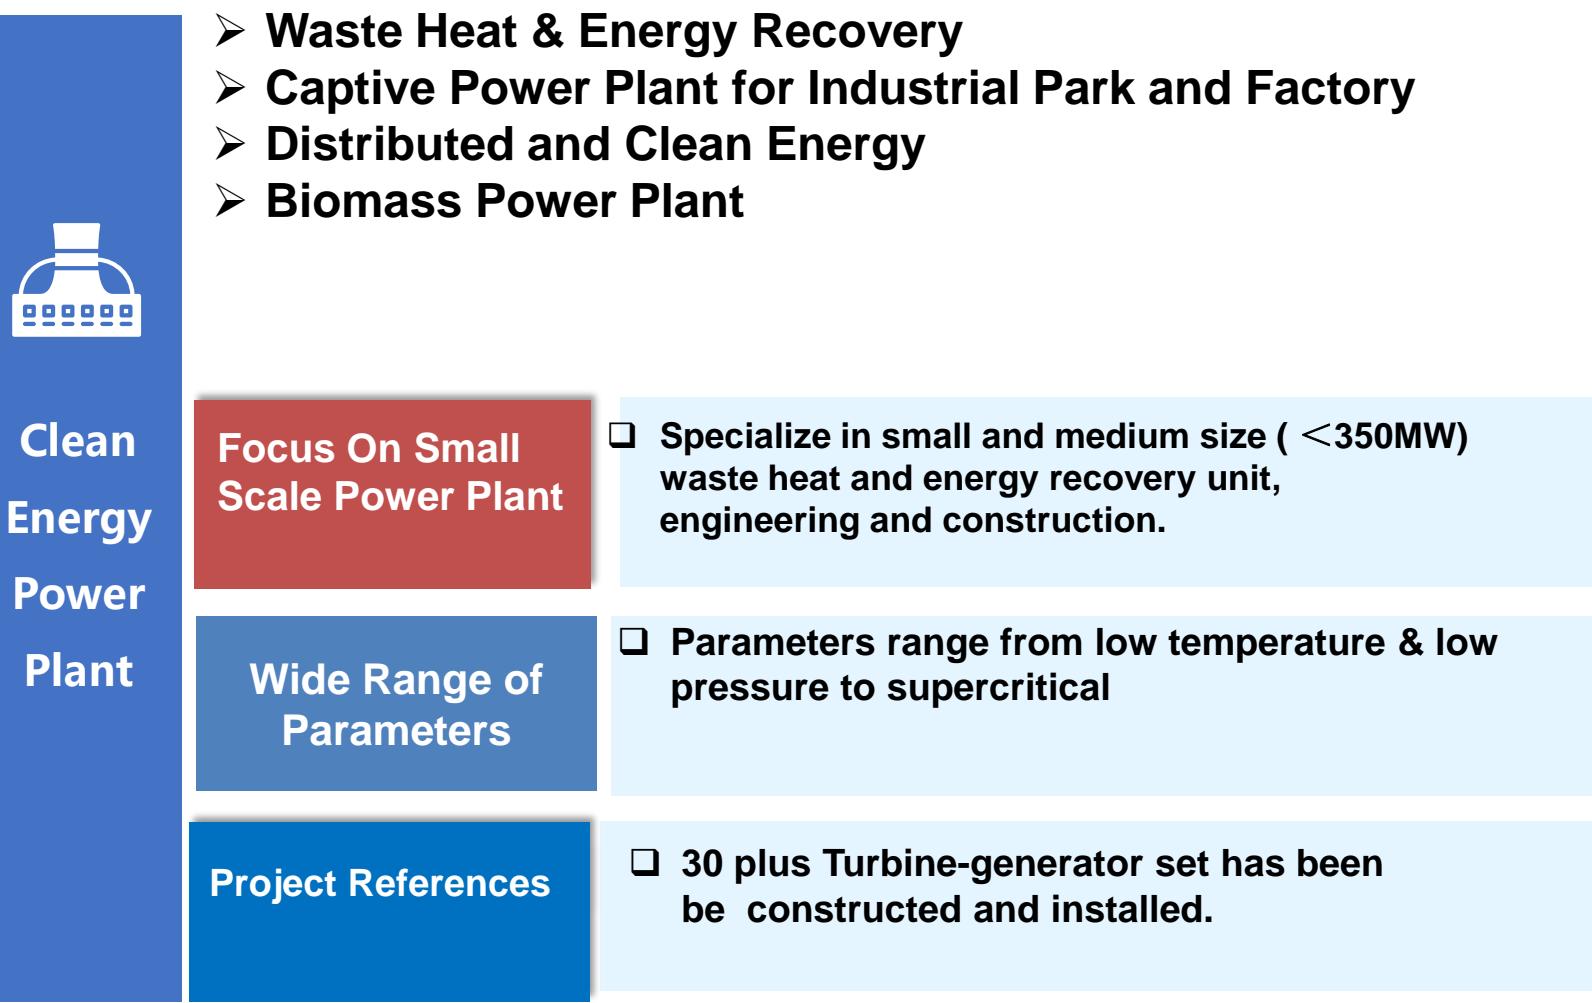 ➢ Waste Heat & Energy Recovery
➢ Captive Power Plant for Industrial Park and Factory
➢ Distributed and Clean Energy
➢ Biomass Power Plant
Clean
Energy
Power
Plant
Focus On Small
Scale Power Plant
❑ Specialize in small and medium size ( ＜350MW)
waste heat and energy recovery unit,
engineering and construction.
Wide Range of
Parameters
❑ Parameters range from low temperature & low
pressure to supercritical
Project References
❑ 30 plus Turbine-generator set has been
be constructed and installed.